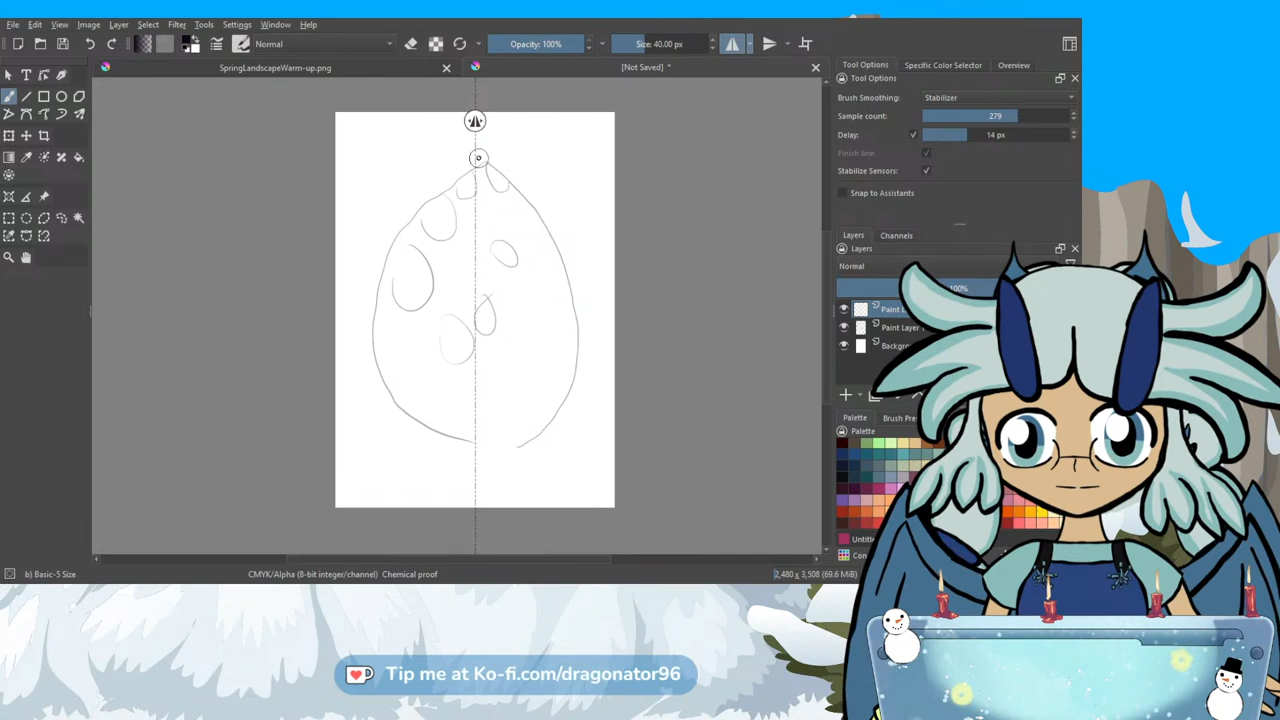 File Edit View Image Layer Select Filter Tools Settings Window Help
Normal Opacity: 100% Size: 40.00 px
SpringLandscapeWarm-up.png [Not Saved] *
Tool Options Specific Color Selector Overview
Tool Options
Brush Smoothing: Stabilizer
Sample count: 279
Delay: 14 px
Finish line:
Stabilize Sensors:
Snap to Assistants
Layers Channels
Layers
Normal
100%
Paint
Paint Layer
Palette
Palette
b) Basic-5 Size CMYK/Alpha (8-bit integer/channel) Chemical proof 2,480 x 3,508 (69.6 MiB)
Tip me at Ko-fi.com/dragonator96